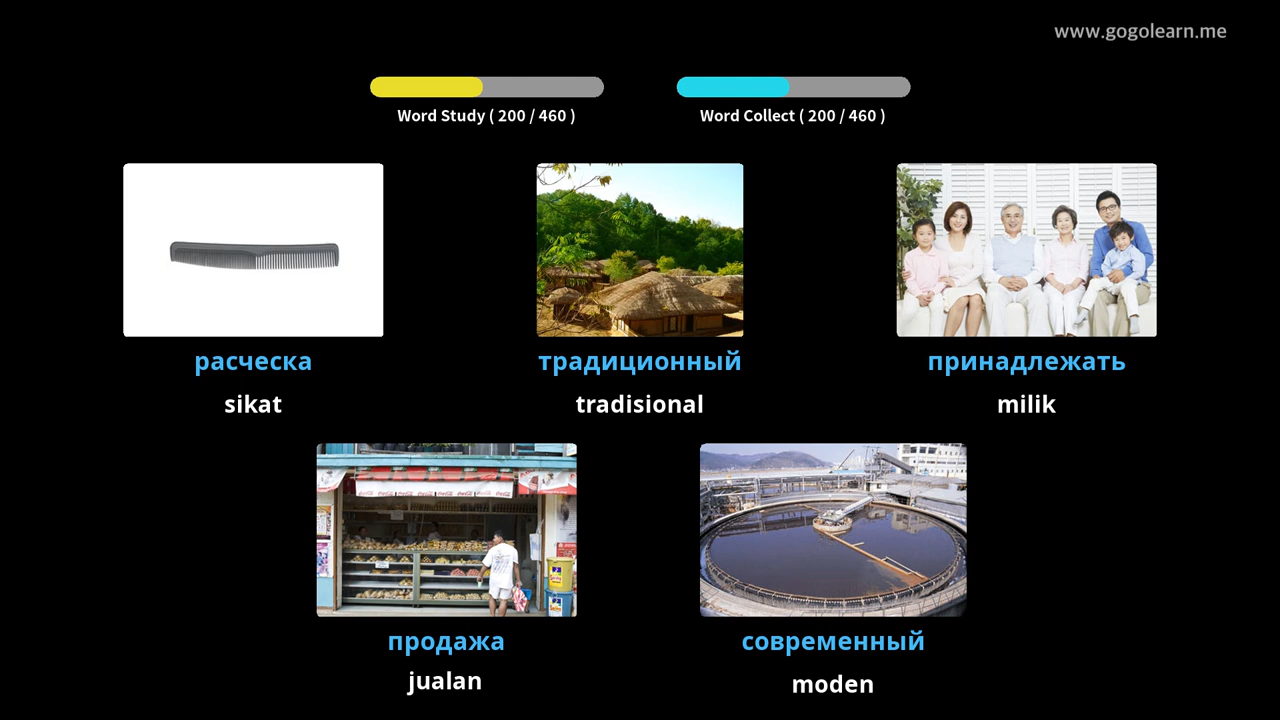 www.gogolearn.me
Word Study ( 200 / 460 )
Word Collect ( 200 / 460 )
расческа
традиционный
принадлежать
sikat
tradisional
milik
продажа
современный
jualan
moden